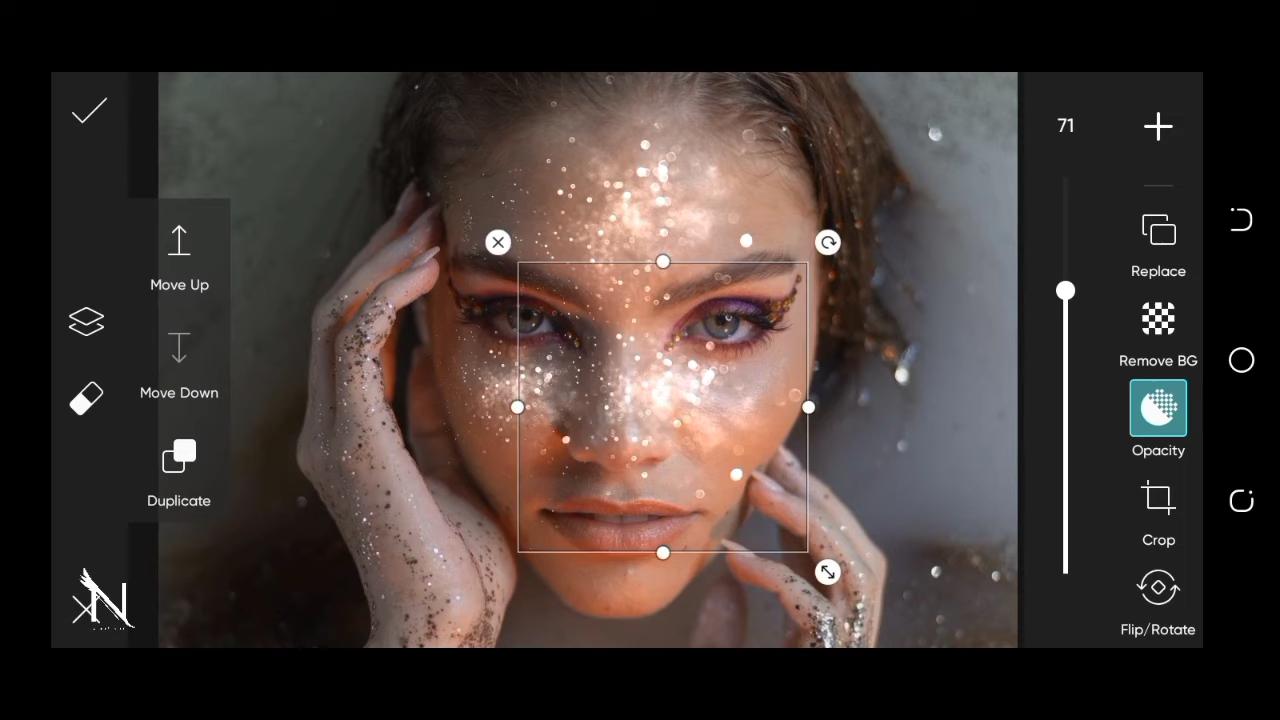 71
Move Up
Replace
Move Down
Remove BG
Opacity
Duplicate
Crop
Flip/Rotate
N